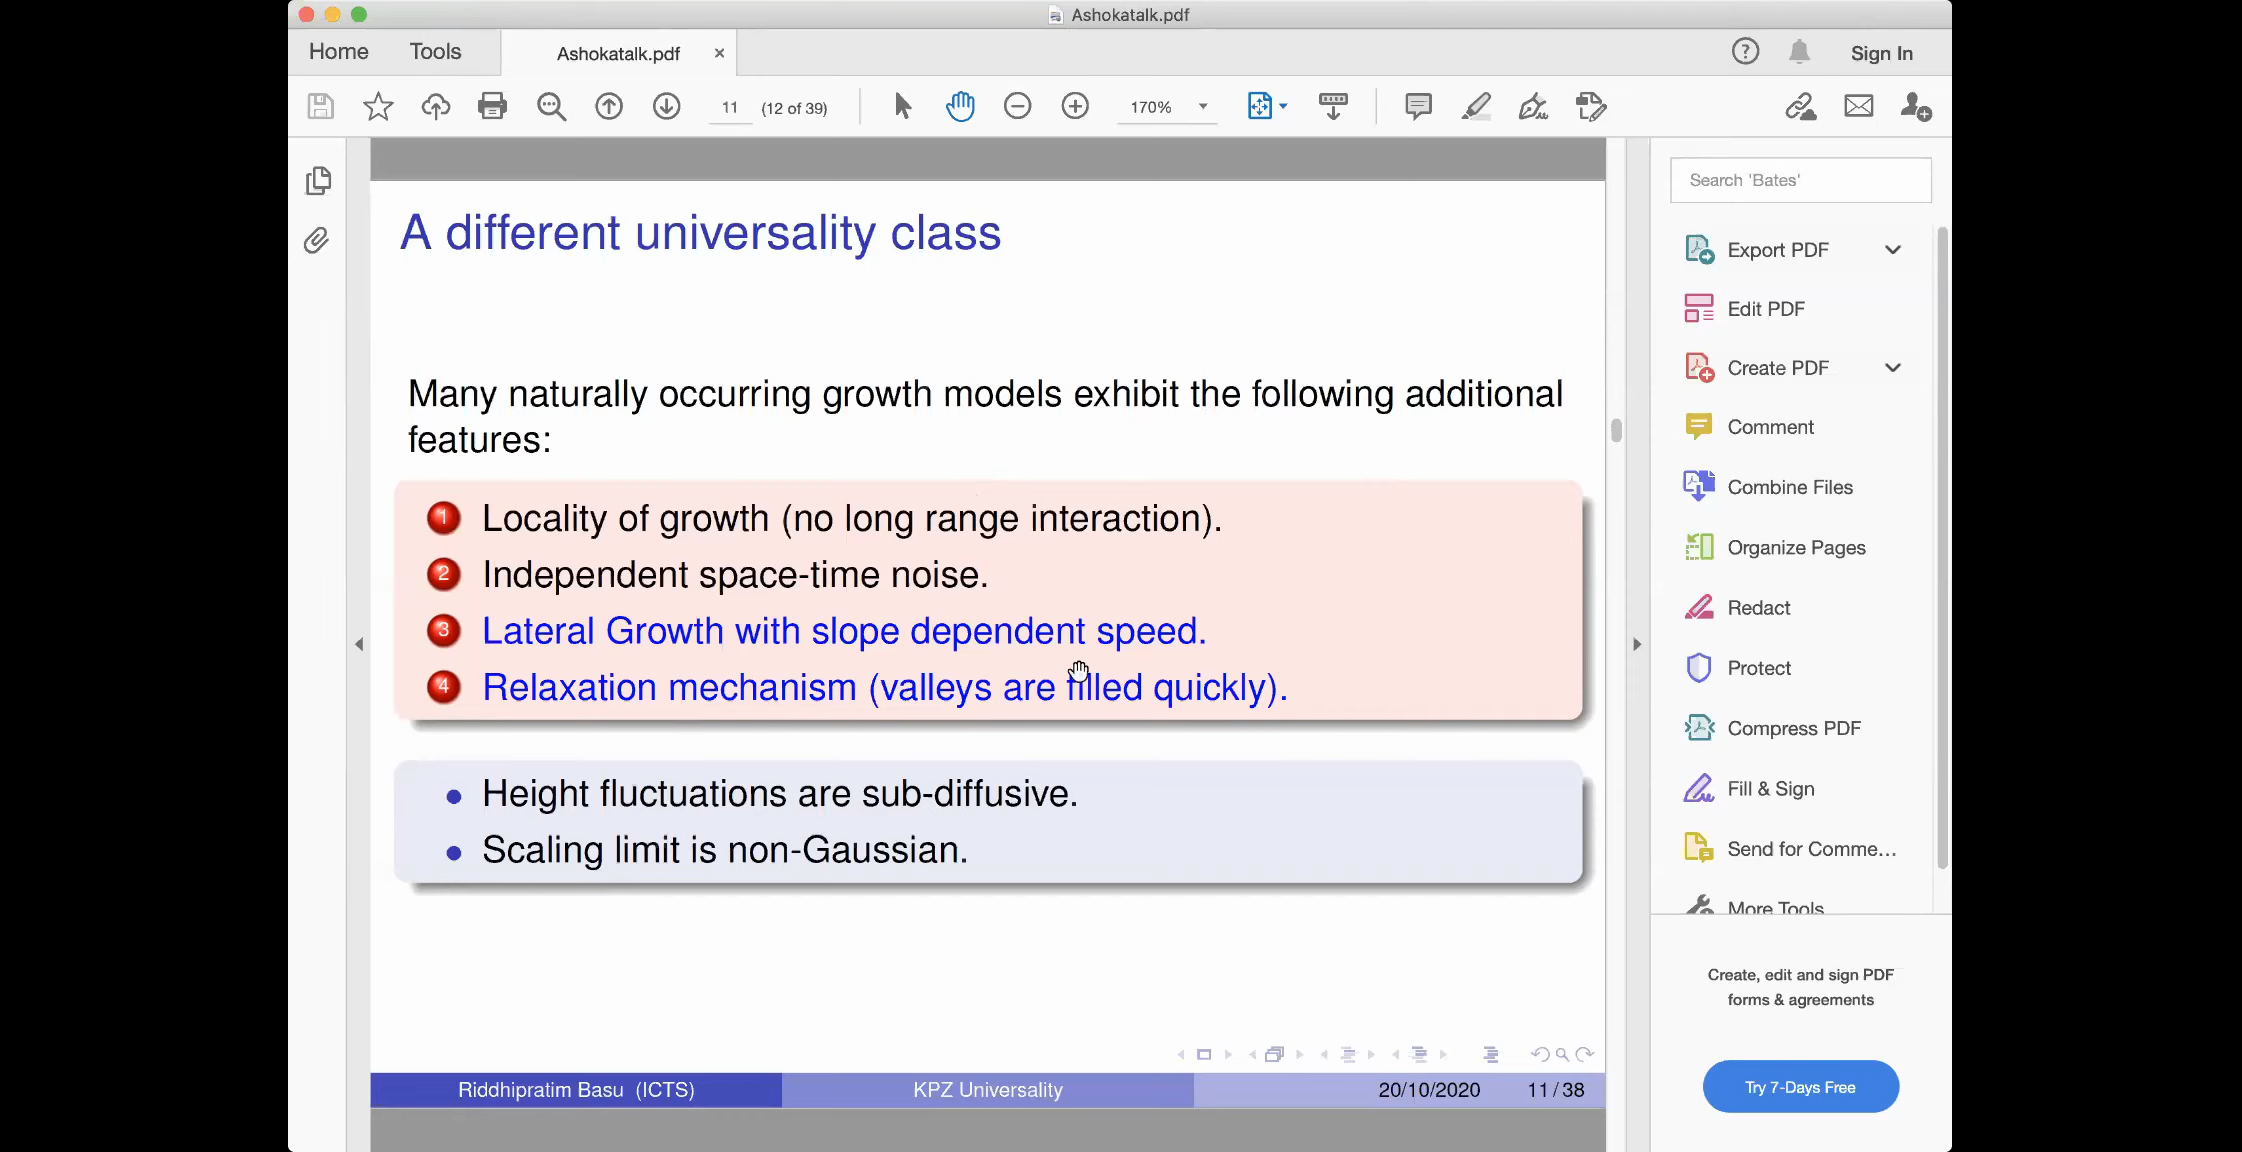 Ashokatalk.pdf
Home Tools Ashokatalk.pdf × ? Sign In
11 (12 of 39) 170%
Search 'Bates'
A different universality class
Export PDF
Edit PDF
Create PDF
Comment
Combine Files
Organize Pages
Redact
Protect
Compress PDF
Fill & Sign
Send for Comme...
More Tools
Create, edit and sign PDF
forms & agreements
Try 7-Days Free
Many naturally occurring growth models exhibit the following additional
features:
1 Locality of growth (no long range interaction).
2 Independent space-time noise.
3 Lateral Growth with slope dependent speed.
4 Relaxation mechanism (valleys are filled quickly).
• Height fluctuations are sub-diffusive.
• Scaling limit is non-Gaussian.
Riddhipratim Basu (ICTS) KPZ Universality 20/10/2020 11/38